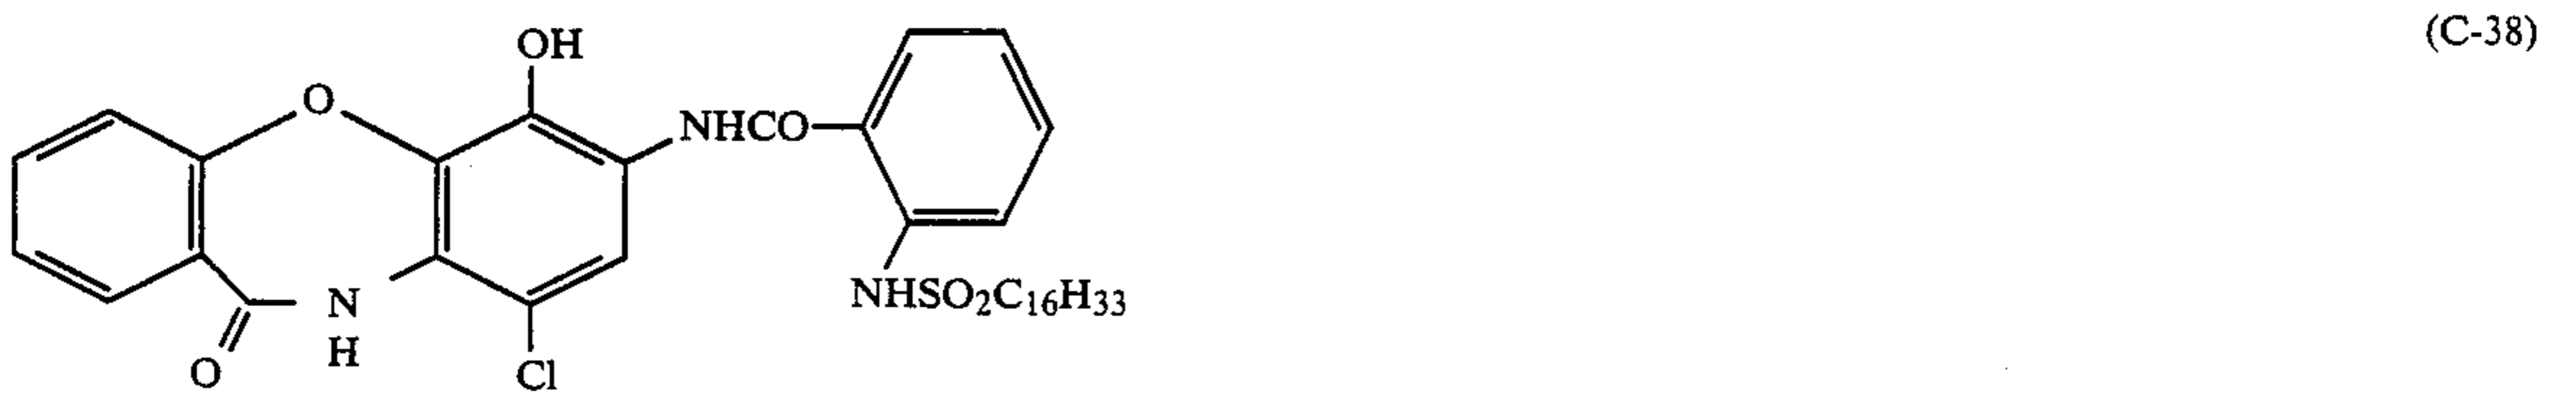 (C-38)
OH
O
NHCO
N
H
NHSO₂C₁₆H₃₃
O
Cl